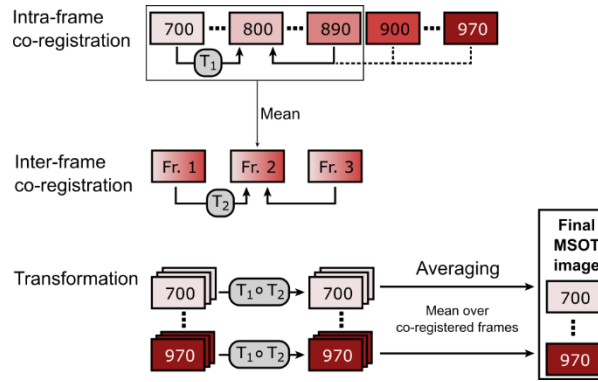 Intra-frame
co-registration
700 800 890 900 970
T1
Mean
Inter-frame
co-registration
Fr. 1 Fr. 2 Fr. 3
T2
Final
MSOT
image
Transformation
Averaging
700 T1 ∘ T2 700 700
Mean over
co-registered frames
970 T1 ∘ T2 970 970